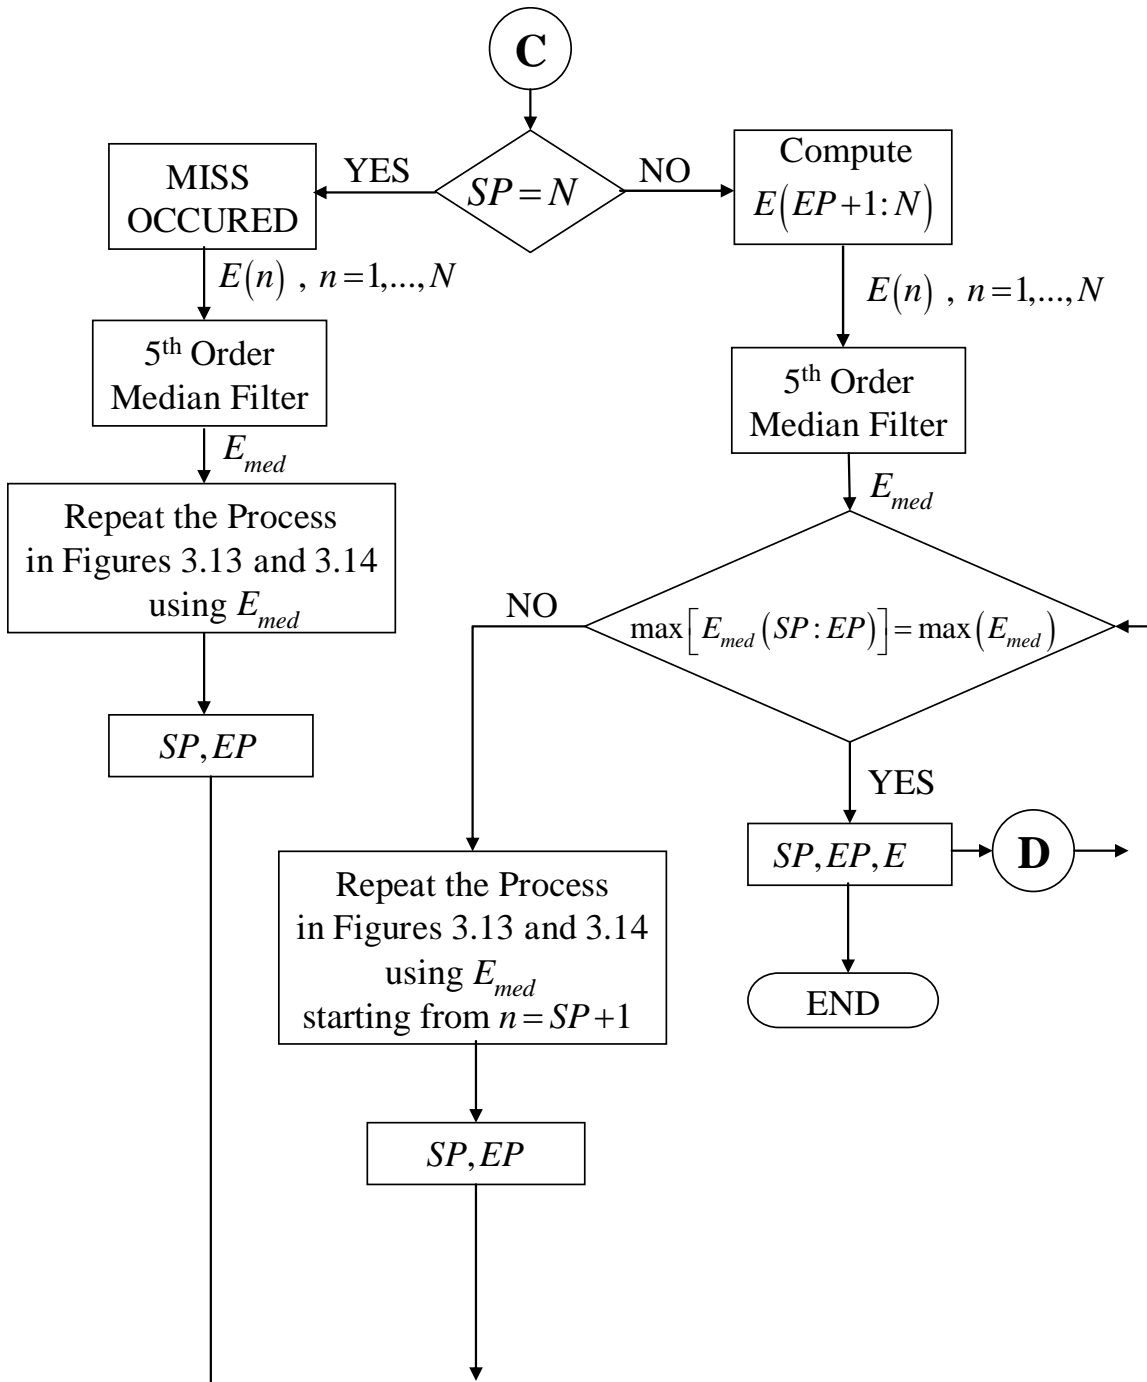 C
YES
SP = N
NO
MISS
OCCURED
Compute
E(EP+1:N)
E(n) , n=1,...,N
E(n) , n=1,...,N
5th Order
Median Filter
5th Order
Median Filter
E_med
E_med
Repeat the Process
in Figures 3.13 and 3.14
using E_med
NO
max[E_med(SP:EP)]=max(E_med)
SP,EP
YES
SP,EP,E
D
Repeat the Process
in Figures 3.13 and 3.14
using E_med
starting from n=SP+1
END
SP,EP